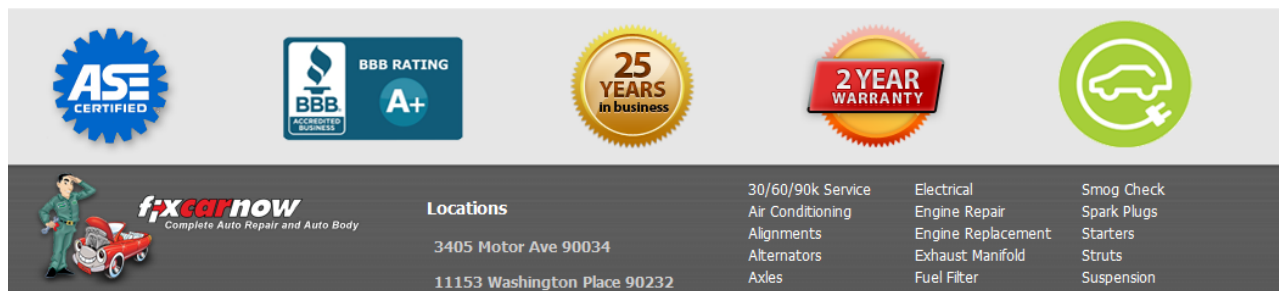 ASE
CERTIFIED
BBB.
ACCREDITED
BUSINESS
BBB RATING
A+
25
YEARS
in business
2 YEAR
WARRANTY
fixcarnow
Complete Auto Repair and Auto Body
Locations
3405 Motor Ave 90034
11153 Washington Place 90232
30/60/90k Service
Air Conditioning
Alignments
Alternators
Axles
Electrical
Engine Repair
Engine Replacement
Exhaust Manifold
Fuel Filter
Smog Check
Spark Plugs
Starters
Struts
Suspension